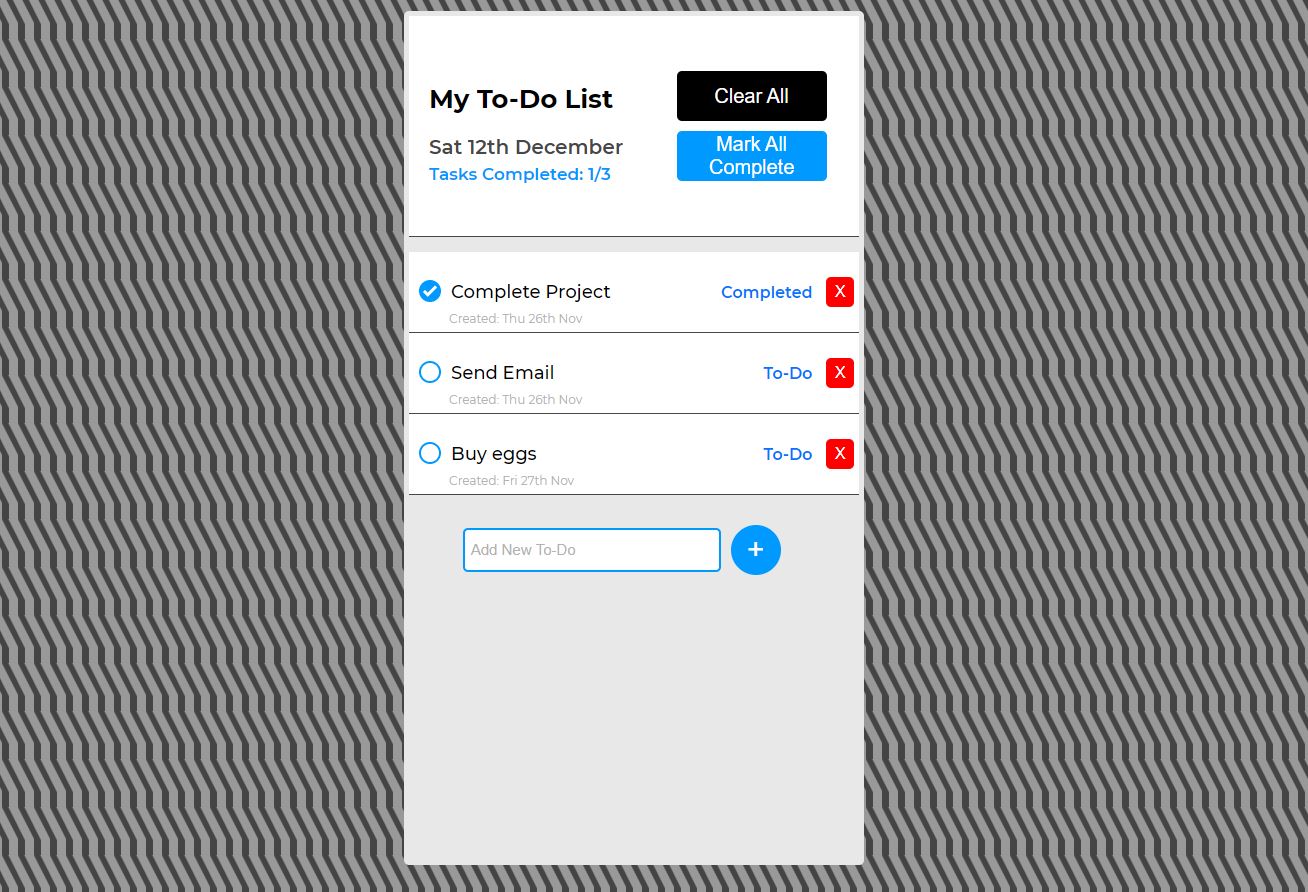 My To-Do List
Clear All
Sat 12th December
Tasks Completed: 1/3
Mark All
Complete
Complete Project
Completed
X
Created: Thu 26th Nov
Send Email
To-Do
X
Created: Thu 26th Nov
Buy eggs
To-Do
X
Created: Fri 27th Nov
Add New To-Do
+